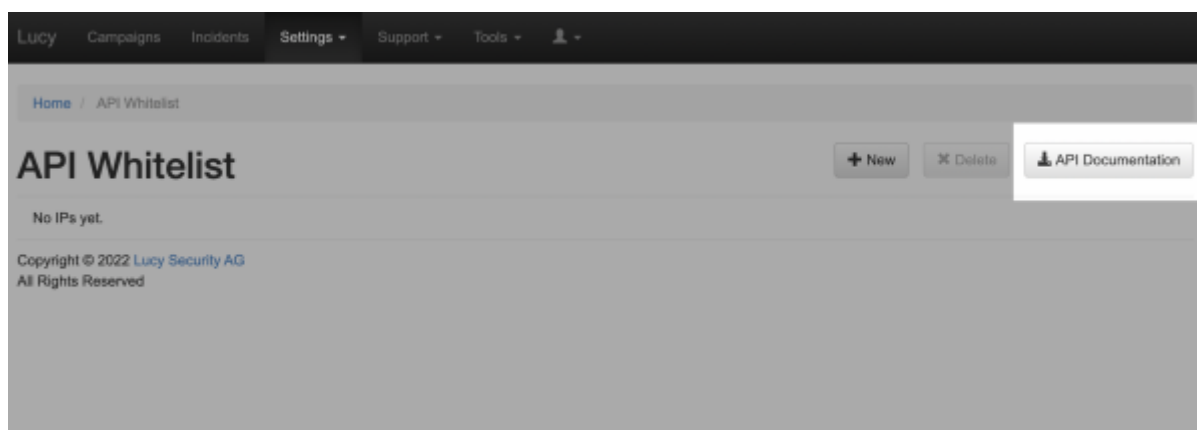 Lucy Campaigns Incidents Settings Support Tools
Home / API Whitelist
API Whitelist
New Delete API Documentation
No IPs yet.
Copyright © 2022 Lucy Security AG
All Rights Reserved